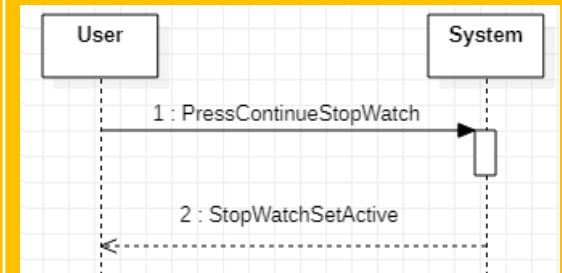 User
System
1 : PressContinueStopWatch
2 : StopWatchSetActive